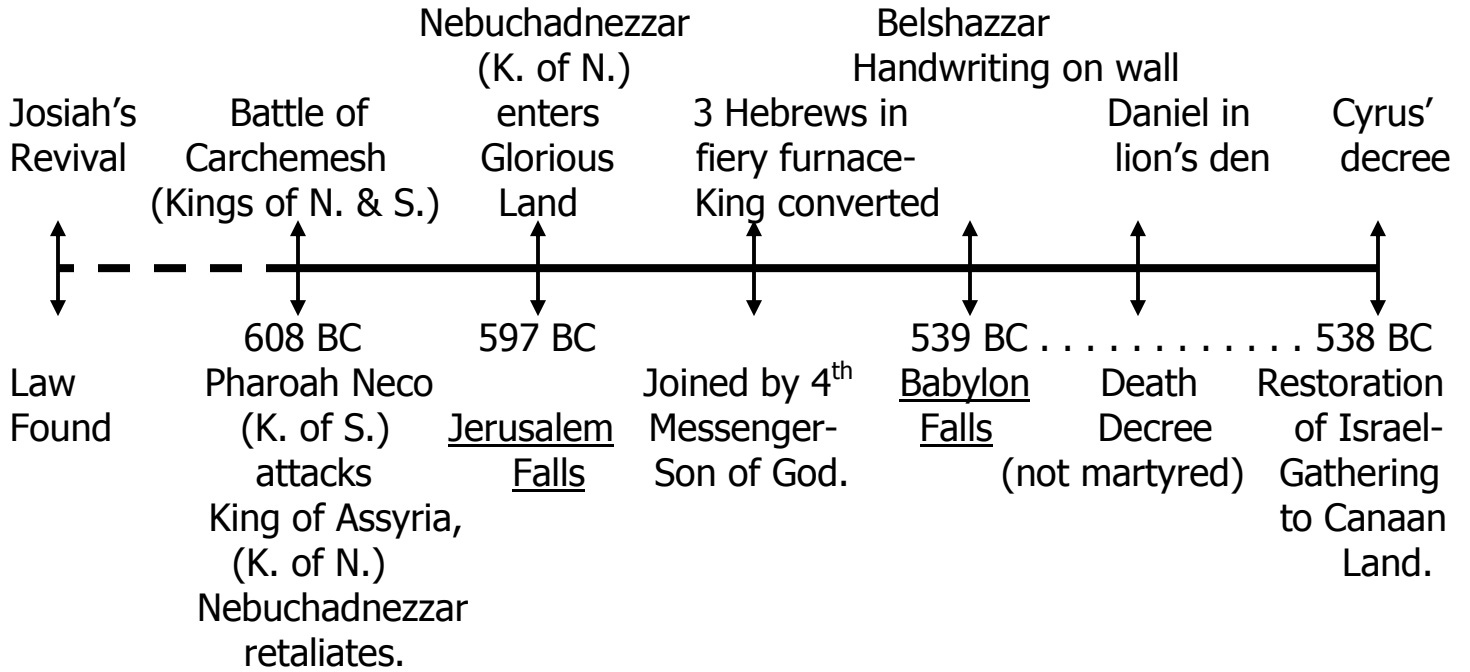 Nebuchadnezzar
(K. of N.)
enters
Glorious
Land
Belshazzar
Handwriting on wall
Josiah’s
Revival
Battle of
Carchemesh
(Kings of N. & S.)
3 Hebrews in
fiery furnace-
King converted
Daniel in
lion’s den
Cyrus’
decree
608 BC
597 BC
539 BC . . . . . . . . . . . . 538 BC
Law
Found
Pharoah Neco
(K. of S.)
attacks
King of Assyria,
(K. of N.)
Nebuchadnezzar
retaliates.
Jerusalem
Falls
Joined by 4th
Messenger-
Son of God.
Babylon
Falls
Death
Decree
(not martyred)
Restoration
of Israel-
Gathering
to Canaan
Land.